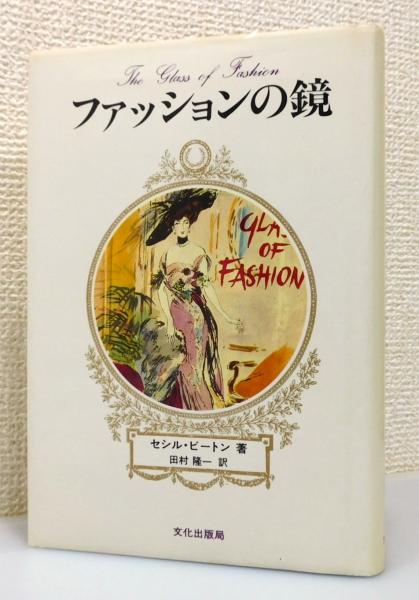 The Glass of Fashion
ファッションの鏡
GLA.
OF
FASHION
セシル・ビートン 著
田村 隆一 訳
文化出版局